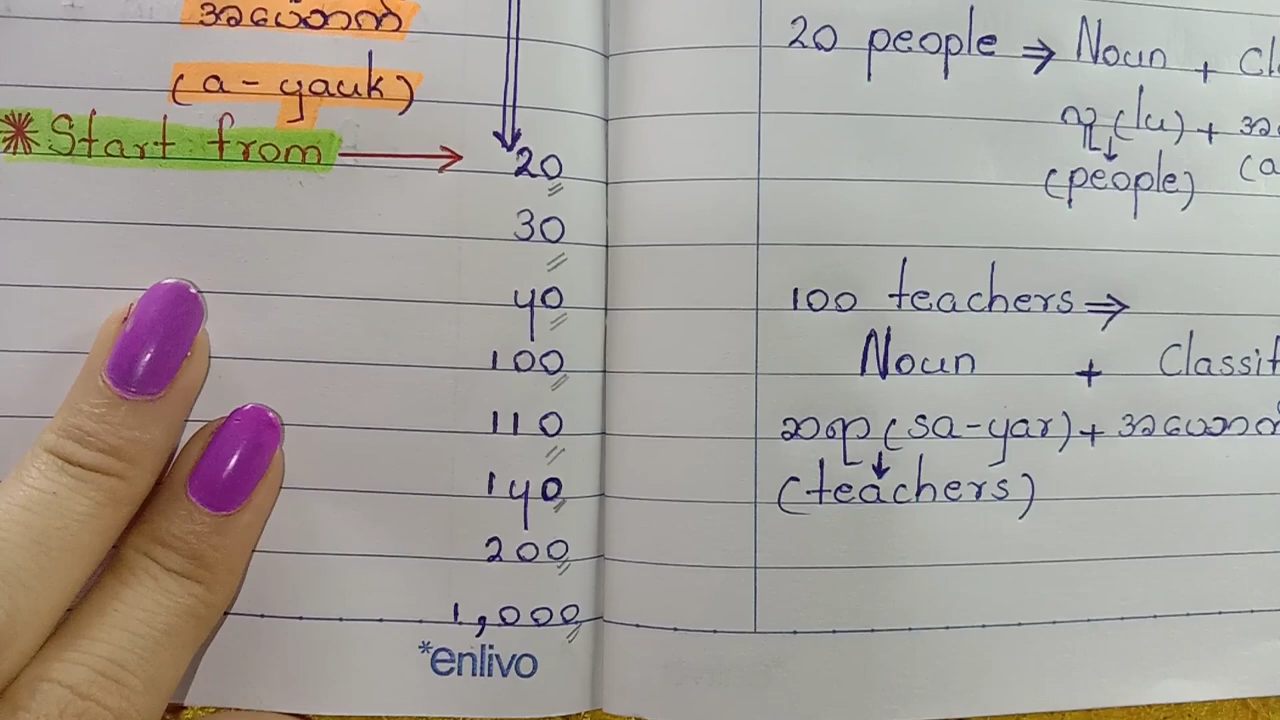 အယောက်
(a-yauk)
*Start from → 20
30
40
100
110
140
200
1,000
*enlivo
20 people ⇒ Noun +
လူ (lu) +
(people)
100 teachers ⇒
Noun +
ဆရာ (sa-yar) + အယောက်
(teachers)